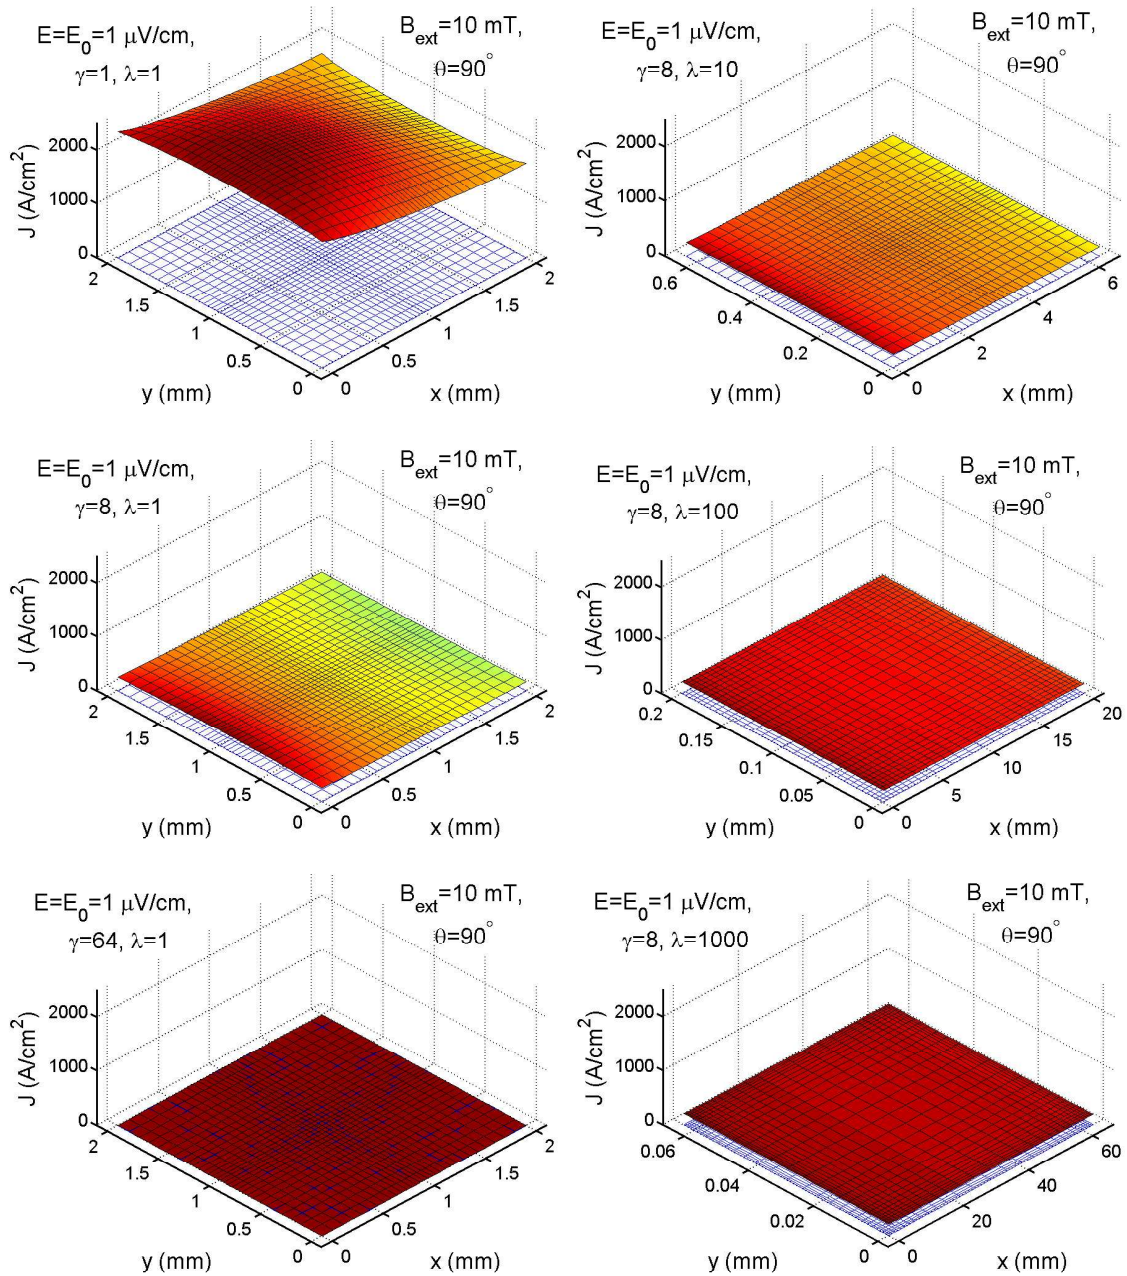 E=E0=1 μV/cm,
γ=1, λ=1
Bext=10 mT,
θ=90°
J (A/cm²)
2000
1000
0
2
1.5
1
0.5
0
y (mm)
0
0.5
1
1.5
2
x (mm)
E=E0=1 μV/cm,
γ=8, λ=10
Bext=10 mT,
θ=90°
J (A/cm²)
2000
1000
0
0.6
0.4
0.2
0
y (mm)
0
2
4
6
x (mm)
E=E0=1 μV/cm,
γ=8, λ=1
Bext=10 mT,
θ=90°
J (A/cm²)
2000
1000
0
2
1.5
1
0.5
0
y (mm)
0
0.5
1
1.5
2
x (mm)
E=E0=1 μV/cm,
γ=8, λ=100
Bext=10 mT,
θ=90°
J (A/cm²)
2000
1000
0
0.2
0.15
0.1
0.05
0
y (mm)
0
5
10
15
20
x (mm)
E=E0=1 μV/cm,
γ=64, λ=1
Bext=10 mT,
θ=90°
J (A/cm²)
2000
1000
0
2
1.5
1
0.5
0
y (mm)
0
0.5
1
1.5
2
x (mm)
E=E0=1 μV/cm,
γ=8, λ=1000
Bext=10 mT,
θ=90°
J (A/cm²)
2000
1000
0
0.06
0.04
0.02
0
y (mm)
0
20
40
60
x (mm)